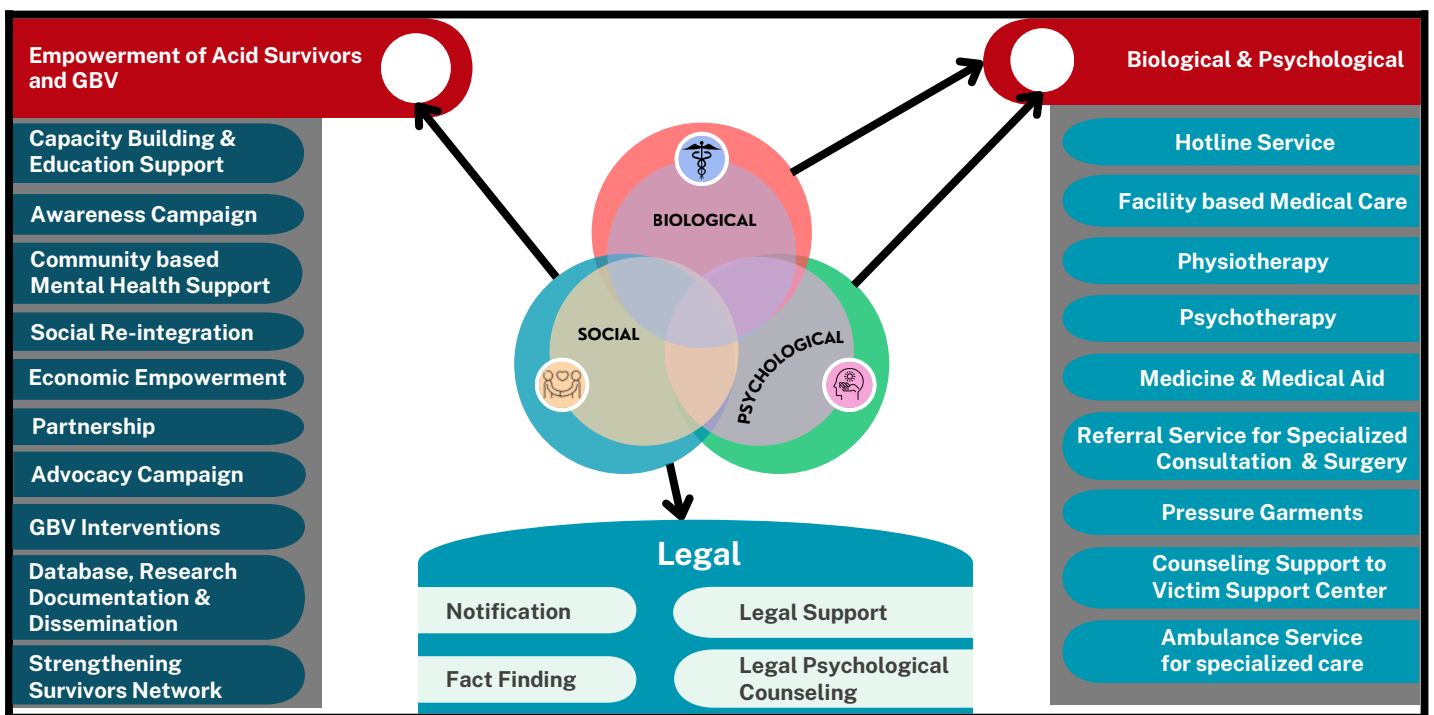 Empowerment of Acid Survivors
and GBV
Capacity Building &
Education Support
Awareness Campaign
Community based
Mental Health Support
Social Re-integration
Economic Empowerment
Partnership
Advocacy Campaign
GBV Interventions
Database, Research
Documentation &
Dissemination
Strengthening
Survivors Network
BIOLOGICAL
SOCIAL
PSYCHOLOGICAL
Legal
Notification
Legal Support
Fact Finding
Legal Psychological
Counseling
Biological & Psychological
Hotline Service
Facility based Medical Care
Physiotherapy
Psychotherapy
Medicine & Medical Aid
Referral Service for Specialized
Consultation & Surgery
Pressure Garments
Counseling Support to
Victim Support Center
Ambulance Service
for specialized care